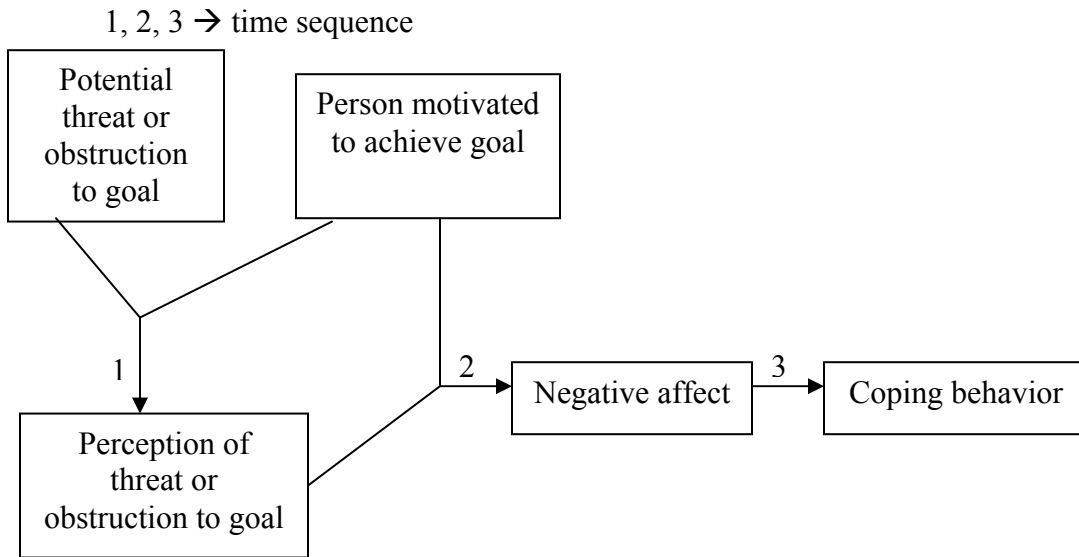 1, 2, 3 → time sequence
Potential
threat or
obstruction
to goal
Person motivated
to achieve goal
1
2
3
Negative affect
Coping behavior
Perception of
threat or
obstruction to goal